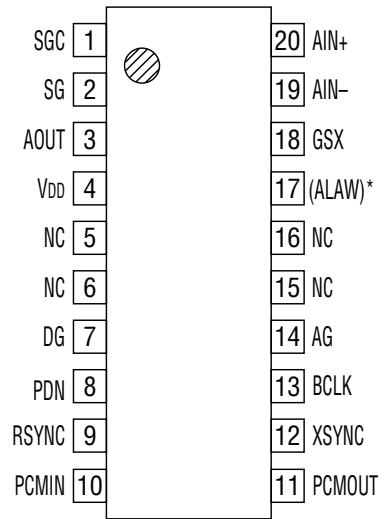 SGC 1 20 AIN+
SG 2 19 AIN–
AOUT 3 18 GSX
VDD 4 17 (ALAW)*
NC 5 16 NC
NC 6 15 NC
DG 7 14 AG
PDN 8 13 BCLK
RSYNC 9 12 XSYNC
PCMIN 10 11 PCMOUT